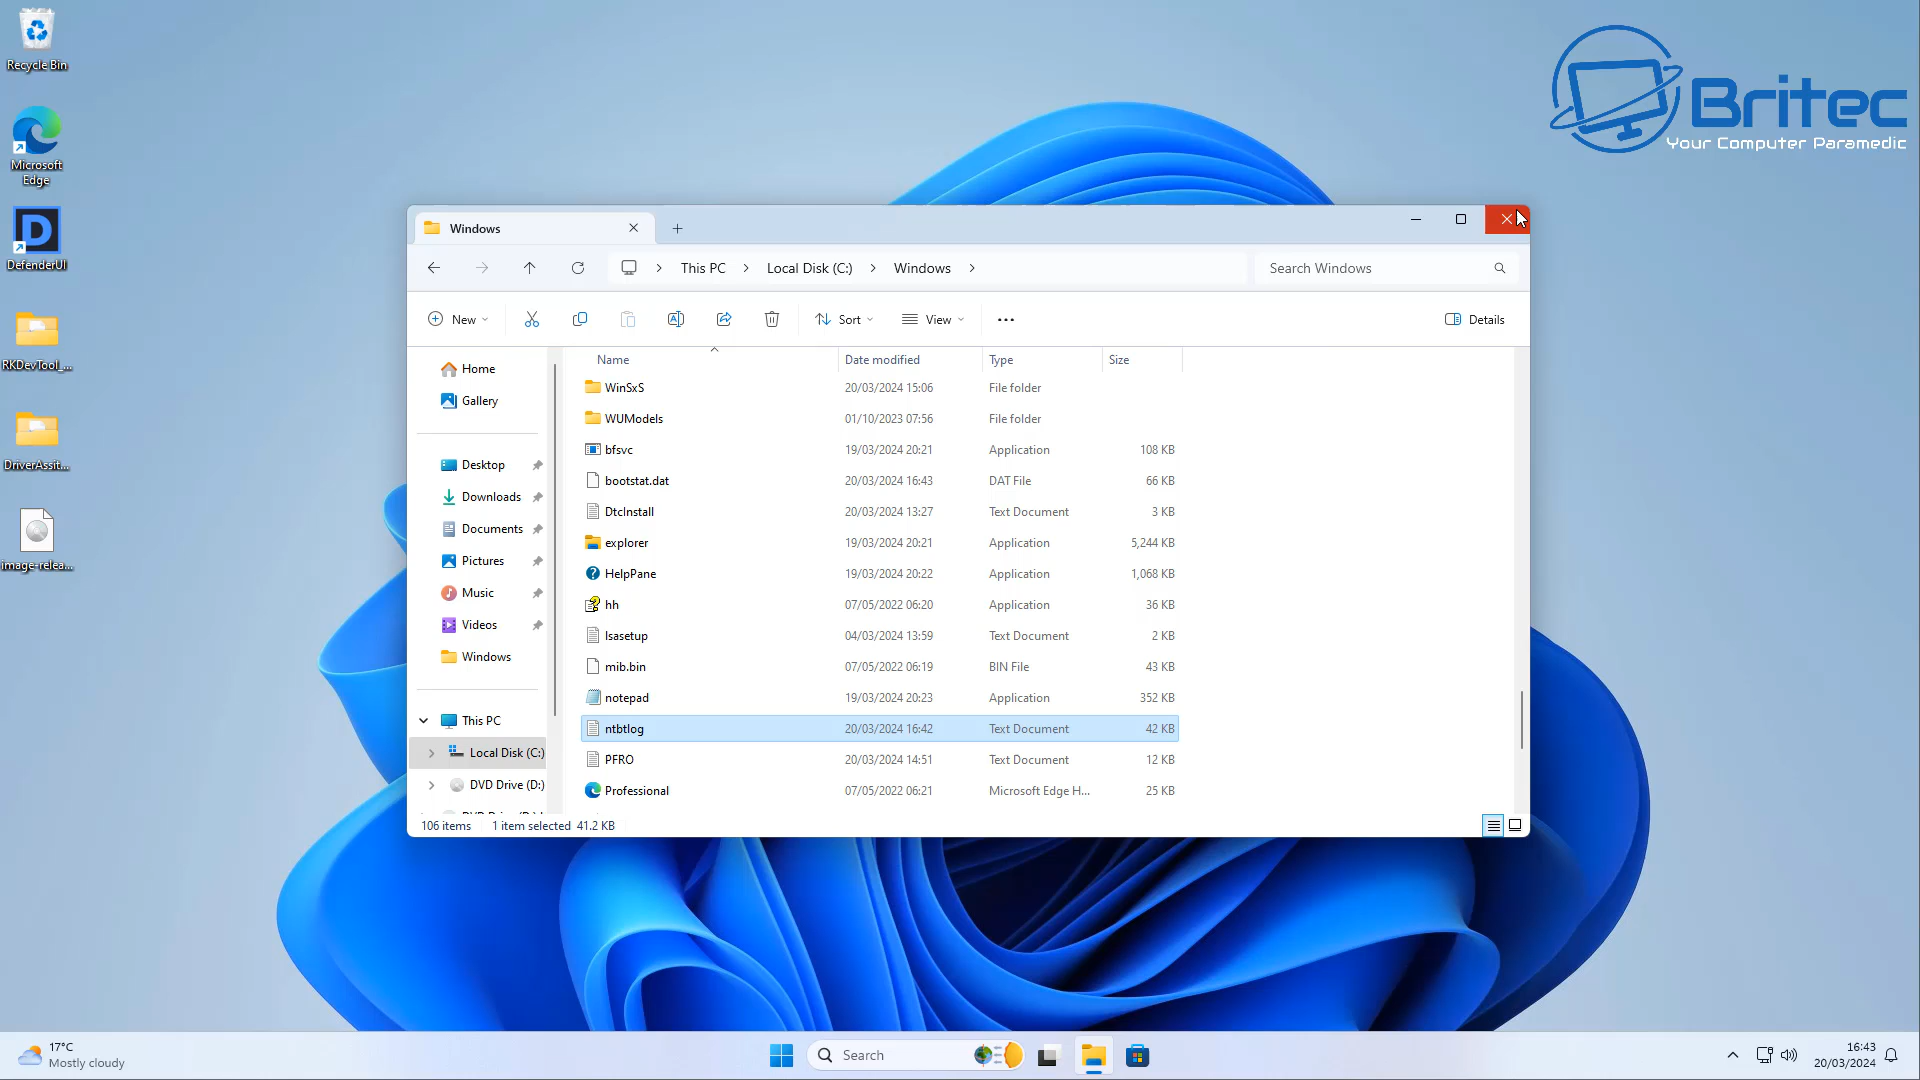 Recycle Bin
Microsoft
Edge
DefenderUI
RKDevTool_...
DriverAssit...
image-relea...
Britec
Your Computer Paramedic
Windows
This PC
Local Disk (C:)
Windows
Search Windows
New
Sort
View
Details
Home
Gallery
Desktop
Downloads
Documents
Pictures
Music
Videos
Windows
This PC
Local Disk (C:)
DVD Drive (D:)
Name Date modified Type Size
WinSxS 20/03/2024 15:06 File folder
WUModels 01/10/2023 07:56 File folder
bfsvc 19/03/2024 20:21 Application 108 KB
bootstat.dat 20/03/2024 16:43 DAT File 66 KB
DtcInstall 20/03/2024 13:27 Text Document 3 KB
explorer 19/03/2024 20:21 Application 5,244 KB
HelpPane 19/03/2024 20:22 Application 1,068 KB
hh 07/05/2022 06:20 Application 36 KB
lsasetup 04/03/2024 13:59 Text Document 2 KB
mib.bin 07/05/2022 06:19 BIN File 43 KB
notepad 19/03/2024 20:23 Application 352 KB
ntbtlog 20/03/2024 16:42 Text Document 42 KB
PFRO 20/03/2024 14:51 Text Document 12 KB
Professional 07/05/2022 06:21 Microsoft Edge H... 25 KB
106 items 1 item selected 41.2 KB
17°C
Mostly cloudy
Search
16:43
20/03/2024